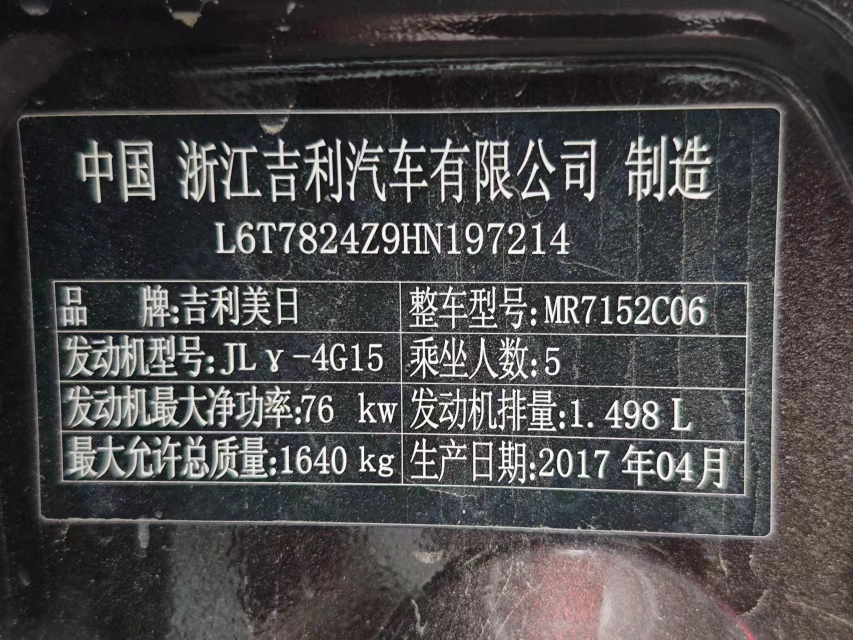 中国 浙江吉利汽车有限公司 制造
L6T7824Z9HN197214
品 牌:吉利美日 整车型号:MR7152C06
发动机型号:JLγ-4G15 乘坐人数:5
发动机最大净功率:76 kw 发动机排量:1.498 L
最大允许总质量:1640 kg 生产日期:2017 年04月